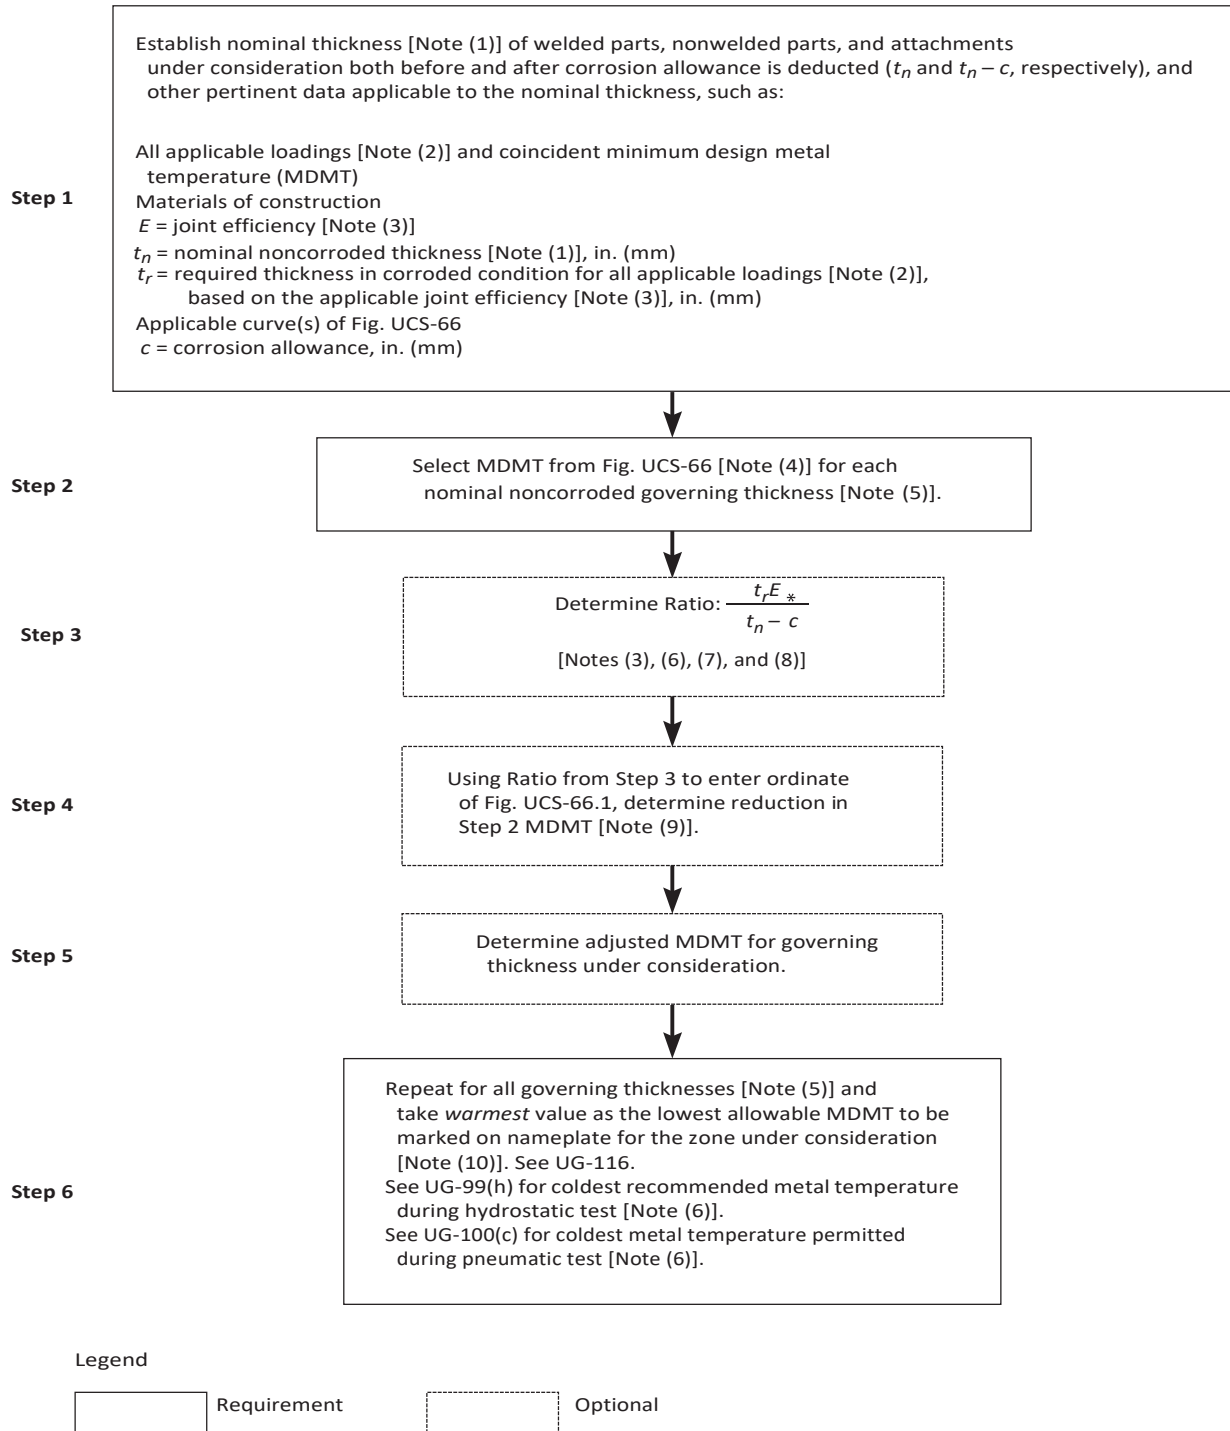 Establish nominal thickness [Note (1)] of welded parts, nonwelded parts, and attachments
under consideration both before and after corrosion allowance is deducted (tn and tn – c, respectively), and
other pertinent data applicable to the nominal thickness, such as:
All applicable loadings [Note (2)] and coincident minimum design metal
temperature (MDMT)
Step 1
Materials of construction
E = joint efficiency [Note (3)]
tn = nominal noncorroded thickness [Note (1)], in. (mm)
tr = required thickness in corroded condition for all applicable loadings [Note (2)],
based on the applicable joint efficiency [Note (3)], in. (mm)
Applicable curve(s) of Fig. UCS-66
c = corrosion allowance, in. (mm)
Step 2
Select MDMT from Fig. UCS-66 [Note (4)] for each
nominal noncorroded governing thickness [Note (5)].
Step 3
Determine Ratio: trE*
tn – c
[Notes (3), (6), (7), and (8)]
Step 4
Using Ratio from Step 3 to enter ordinate
of Fig. UCS-66.1, determine reduction in
Step 2 MDMT [Note (9)].
Step 5
Determine adjusted MDMT for governing
thickness under consideration.
Step 6
Repeat for all governing thicknesses [Note (5)] and
take warmest value as the lowest allowable MDMT to be
marked on nameplate for the zone under consideration
[Note (10)]. See UG-116.
See UG-99(h) for coldest recommended metal temperature
during hydrostatic test [Note (6)].
See UG-100(c) for coldest metal temperature permitted
during pneumatic test [Note (6)].
Legend
Requirement
Optional